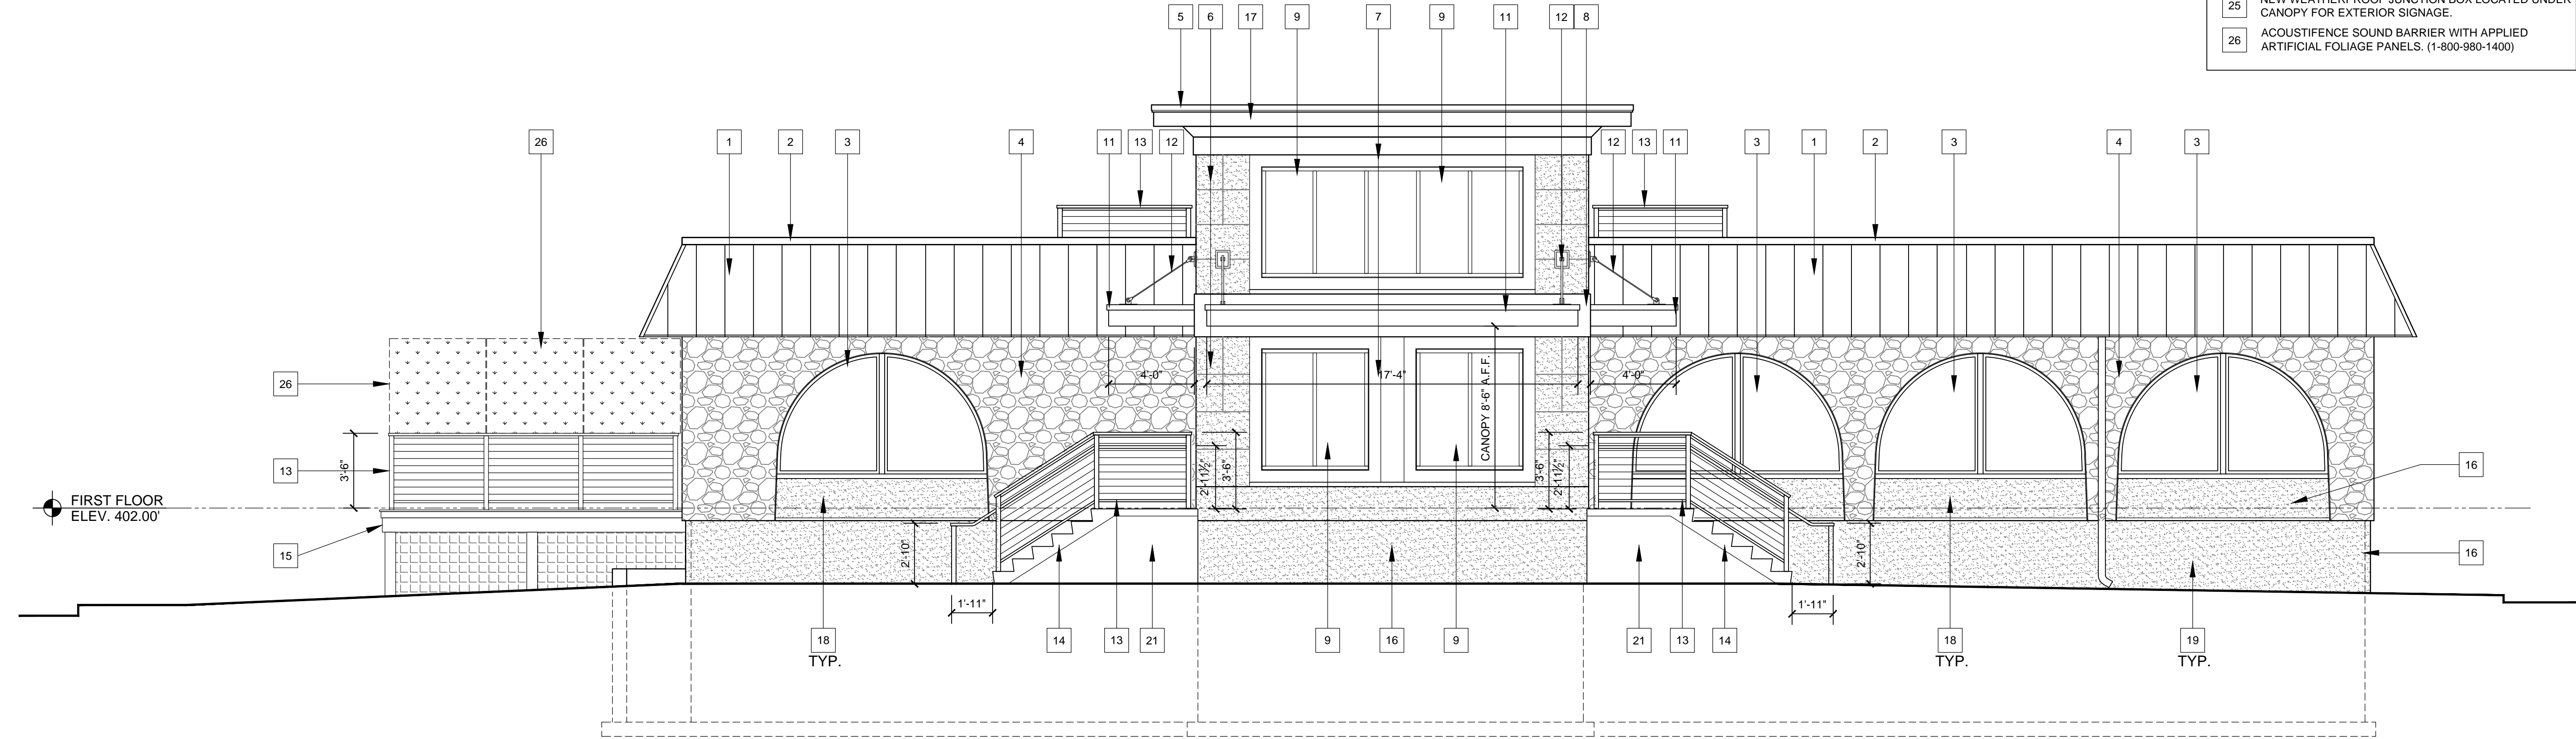 25 NEW WEATHERPROOF JUNCTION BOX LOCATED UNDER
CANOPY FOR EXTERIOR SIGNAGE.
26 ACOUSTIFENCE SOUND BARRIER WITH APPLIED
ARTIFICIAL FOLIAGE PANELS. (1-800-980-1400)
5 6 17 9 7 9 11 12 8
26 1 2 3 4 11 13 12 12 13 11 3 1 2 3 4 3
26 4'-0" 17'-4" 4'-0"
CANOPY 8'-6" A.F.F.
13 3'-6" 2'-11½" 3'-6" 3'-6" 2'-11½" 16
FIRST FLOOR
ELEV. 402.00'
15 2'-10" 21 16 21 14 2'-10" 19 16
1'-11" 1'-11"
18 14 13 21 9 16 9 21 13 14 18 19
TYP. TYP. TYP.